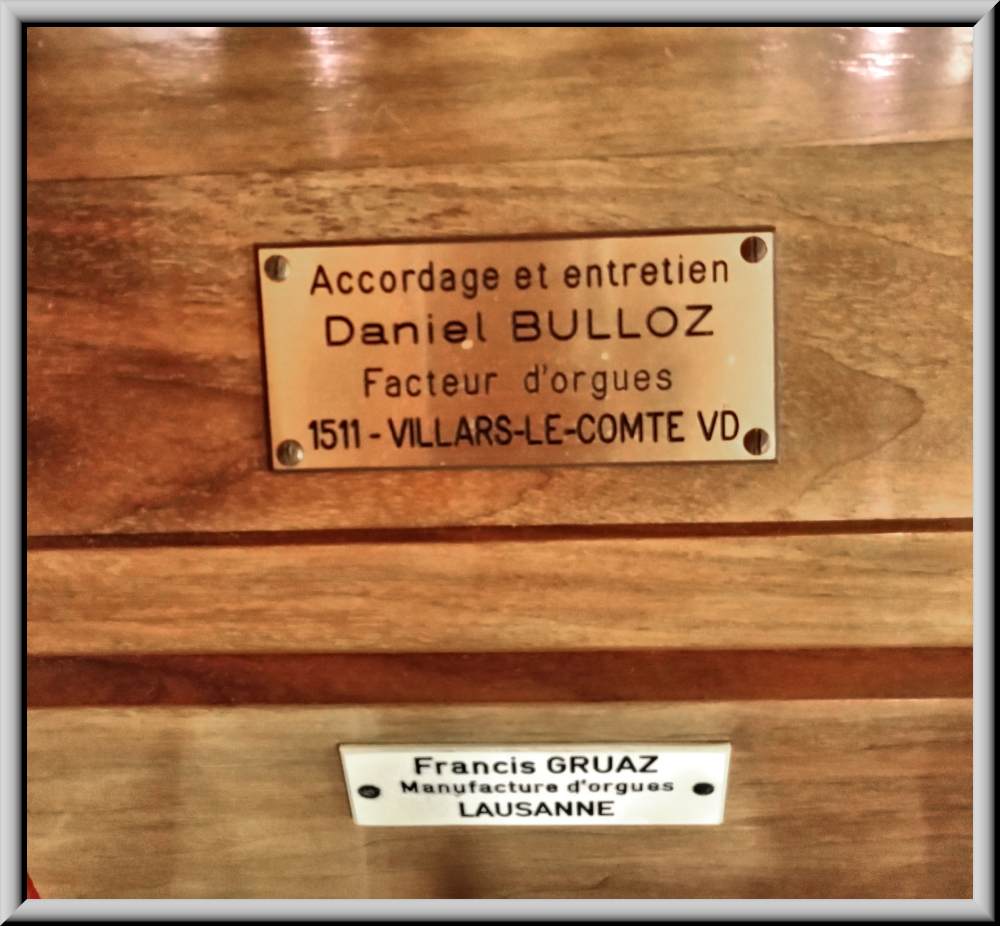 Accordage et entretien
Daniel BULLOZ
Facteur d'orgues
1511 - VILLARS-LE-COMTE VD
Francis GRUAZ
Manufacture d'orgues
LAUSANNE